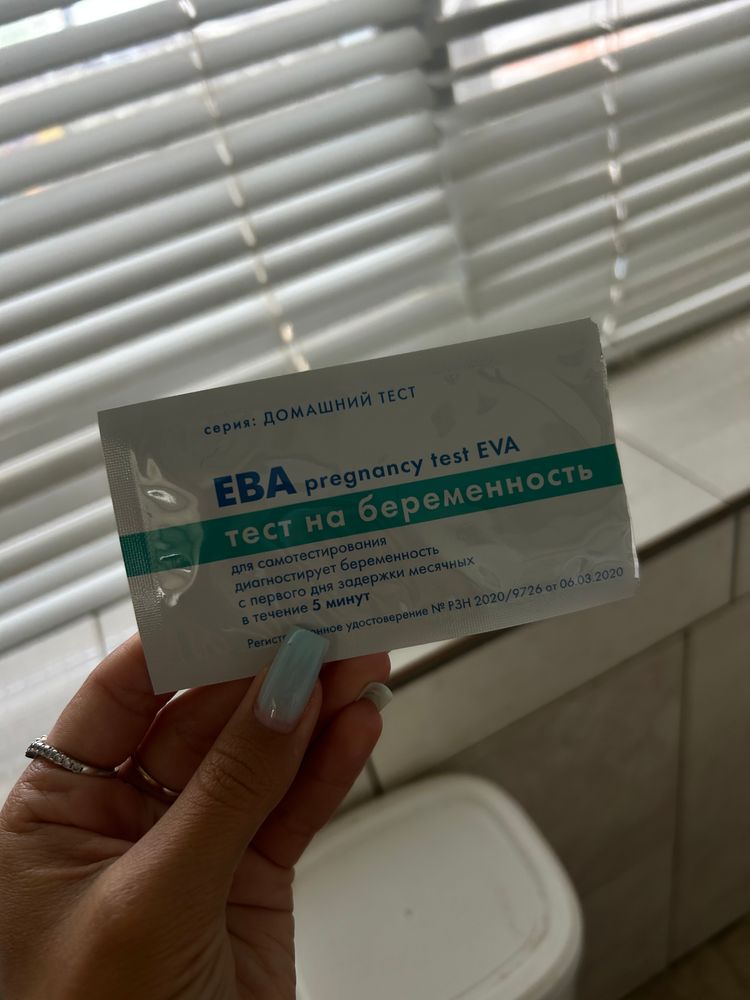 серия: ДОМАШНИЙ ТЕСТ
ЕВА pregnancy test EVA
тест на беременность
для самотестирования
диагностирует беременность
с первого дня задержки месячных
в течение 5 минут
удостоверение № РЗН 2020/9726 от 06.03.2020